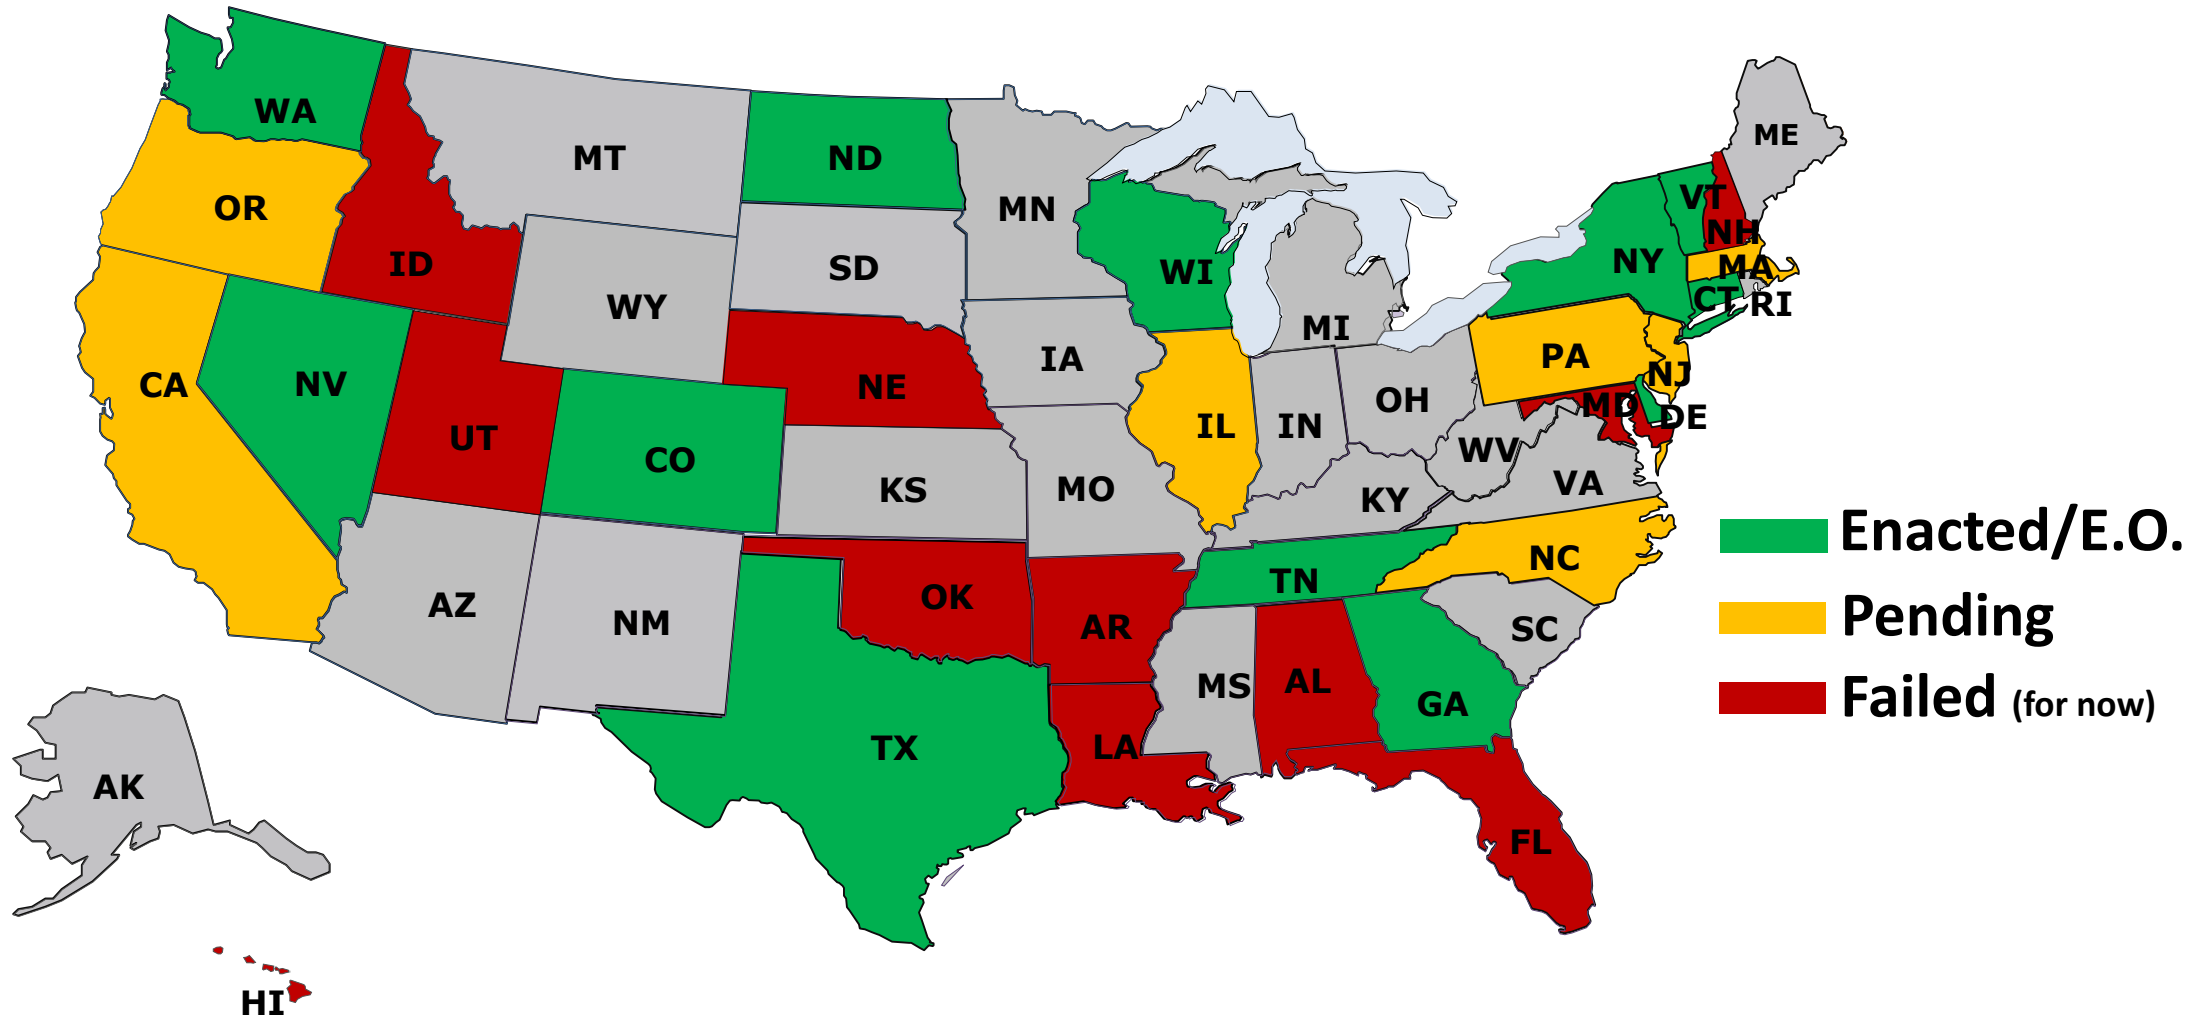 WA
MT
ND
ME
OR
MN
VT
NH
ID
SD
WI
NY
MA
WY
MI
CT RI
CA
NV
NE
IA
PA
NJ
UT
CO
IL
IN
OH
MD
DE
KS
MO
WV
KY
VA
Enacted/E.O.
AZ
NM
OK
AR
TN
NC
Pending
SC
MS
AL
GA
Failed (for now)
TX
LA
AK
FL
HI